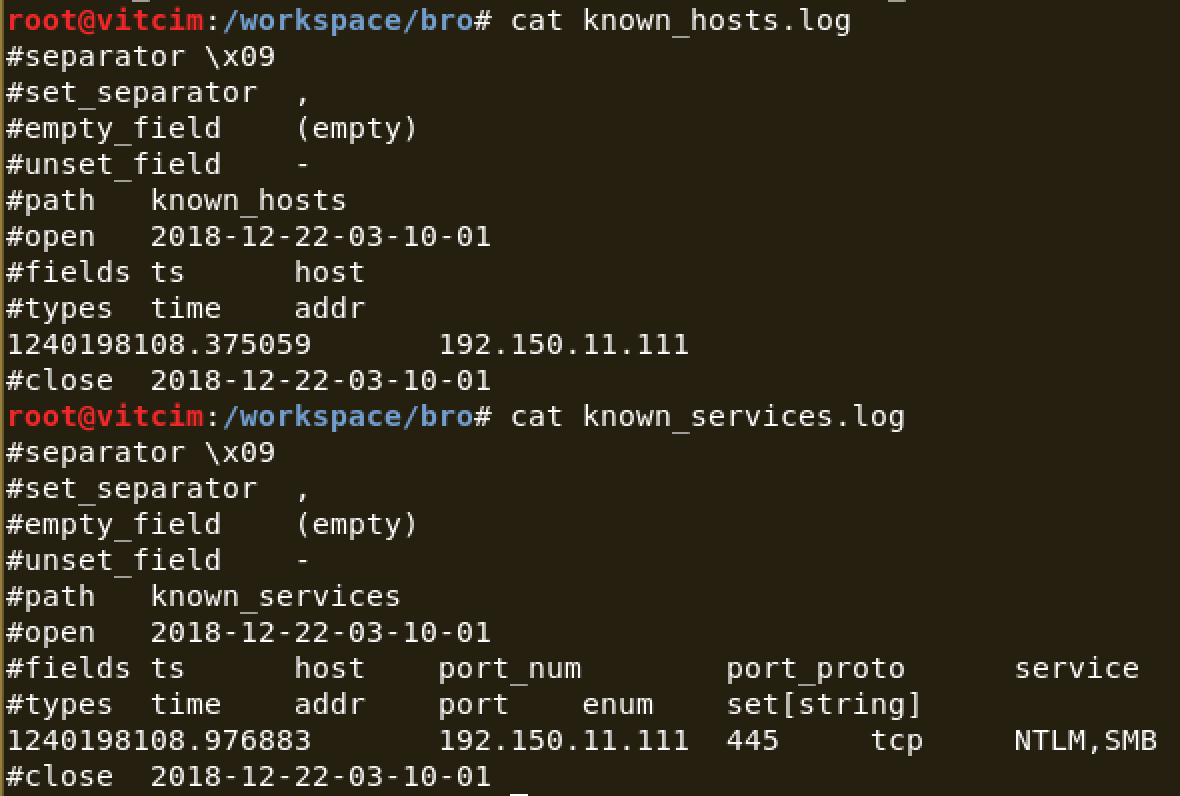 root@vitcim:/workspace/bro# cat known_hosts.log
#separator \x09
#set_separator	,
#empty_field	(empty)
#unset_field	-
#path	known_hosts
#open	2018-12-22-03-10-01
#fields	ts	host
#types	time	addr
1240198108.375059	192.150.11.111
#close	2018-12-22-03-10-01
root@vitcim:/workspace/bro# cat known_services.log
#separator \x09
#set_separator	,
#empty_field	(empty)
#unset_field	-
#path	known_services
#open	2018-12-22-03-10-01
#fields	ts	host	port_num	port_proto	service
#types	time	addr	port	enum	set[string]
1240198108.976883	192.150.11.111	445	tcp	NTLM,SMB
#close	2018-12-22-03-10-01